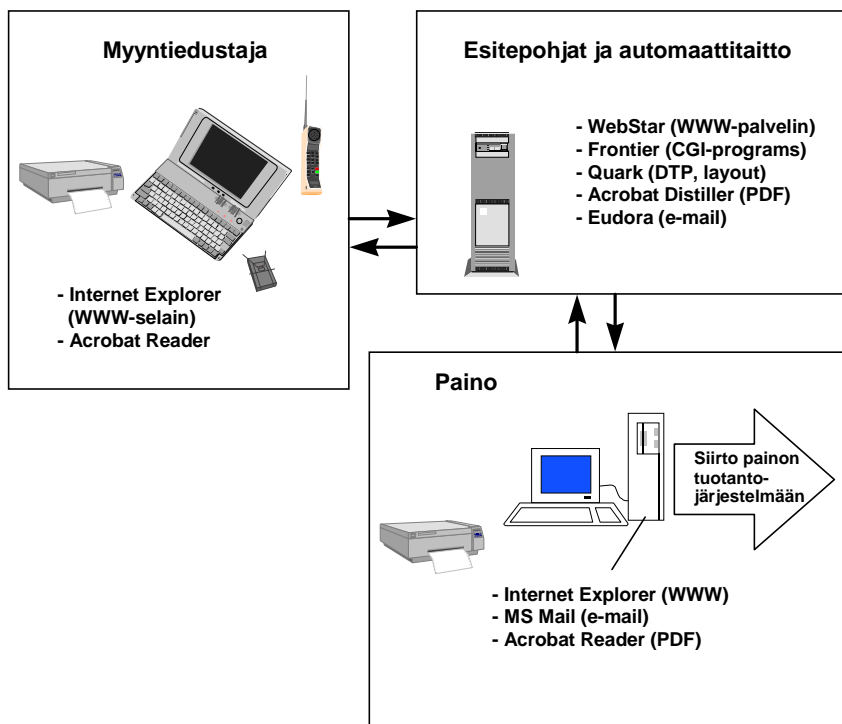 Myyntiedustaja
- Internet Explorer
(WWW-selain)
- Acrobat Reader
Esitepohjat ja automaattitaitto
- WebStar (WWW-palvelin)
- Frontier (CGI-programs)
- Quark (DTP, layout)
- Acrobat Distiller (PDF)
- Eudora (e-mail)
Paino
Siirto painon
tuotanto-
järjestelmään
- Internet Explorer (WWW)
- MS Mail (e-mail)
- Acrobat Reader (PDF)